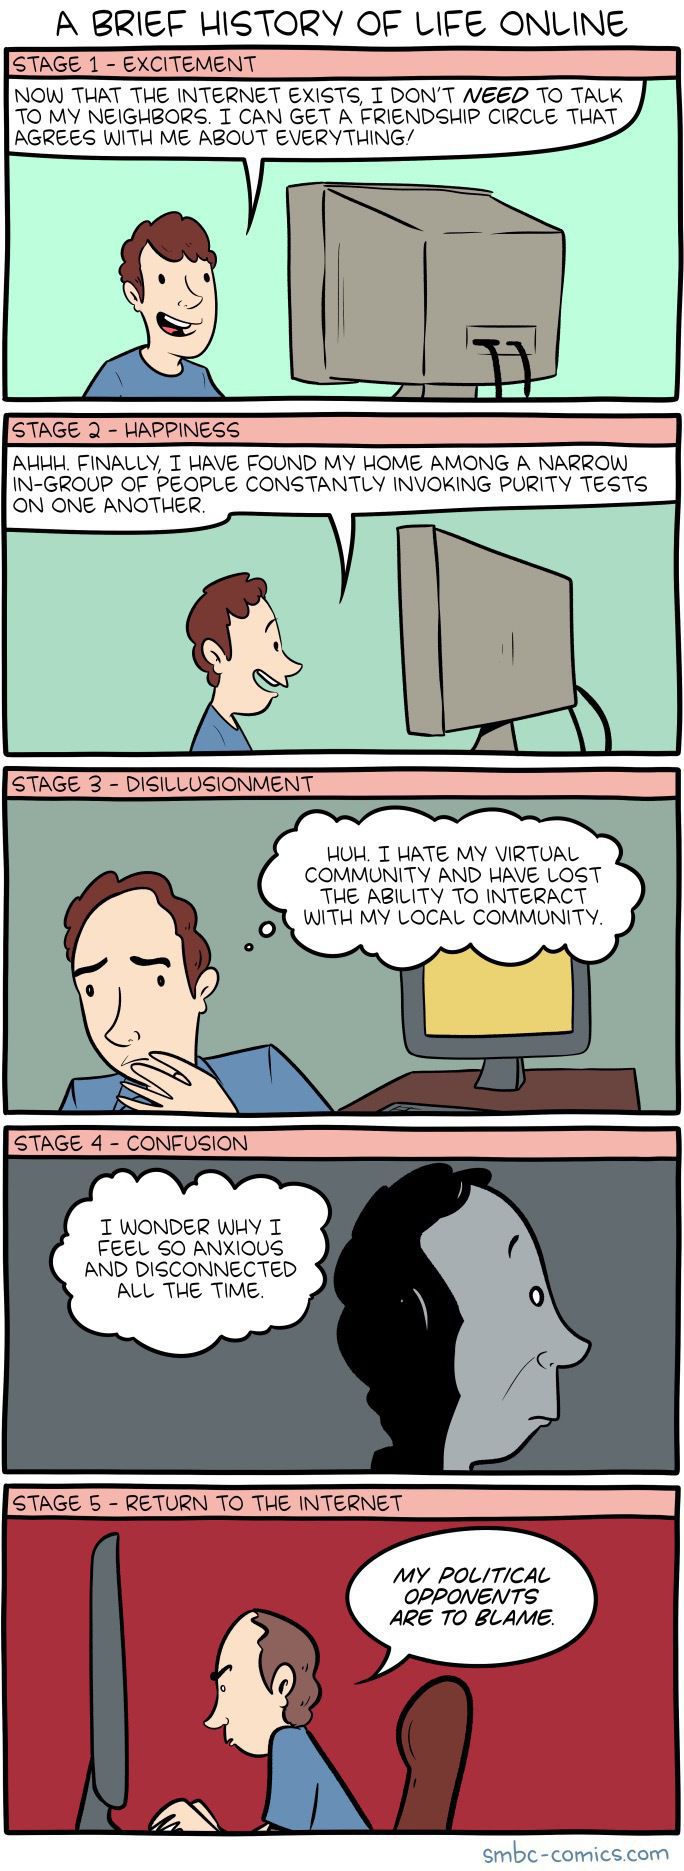 A BRIEF HISTORY OF LIFE ONLINE
STAGE 1 - EXCITEMENT
NOW THAT THE INTERNET EXISTS, I DON'T NEED TO TALK
TO MY NEIGHBORS. I CAN GET A FRIENDSHIP CIRCLE THAT
AGREES WITH ME ABOUT EVERYTHING!
STAGE 2 - HAPPINESS
AHHH. FINALLY, I HAVE FOUND MY HOME AMONG A NARROW
IN-GROUP OF PEOPLE CONSTANTLY INVOKING PURITY TESTS
ON ONE ANOTHER.
STAGE 3 - DISILLUSIONMENT
HUH. I HATE MY VIRTUAL
COMMUNITY AND HAVE LOST
THE ABILITY TO INTERACT
WITH MY LOCAL COMMUNITY.
STAGE 4 - CONFUSION
I WONDER WHY I
FEEL SO ANXIOUS
AND DISCONNECTED
ALL THE TIME.
STAGE 5 - RETURN TO THE INTERNET
MY POLITICAL
OPPONENTS
ARE TO BLAME.
smbc-comics.com